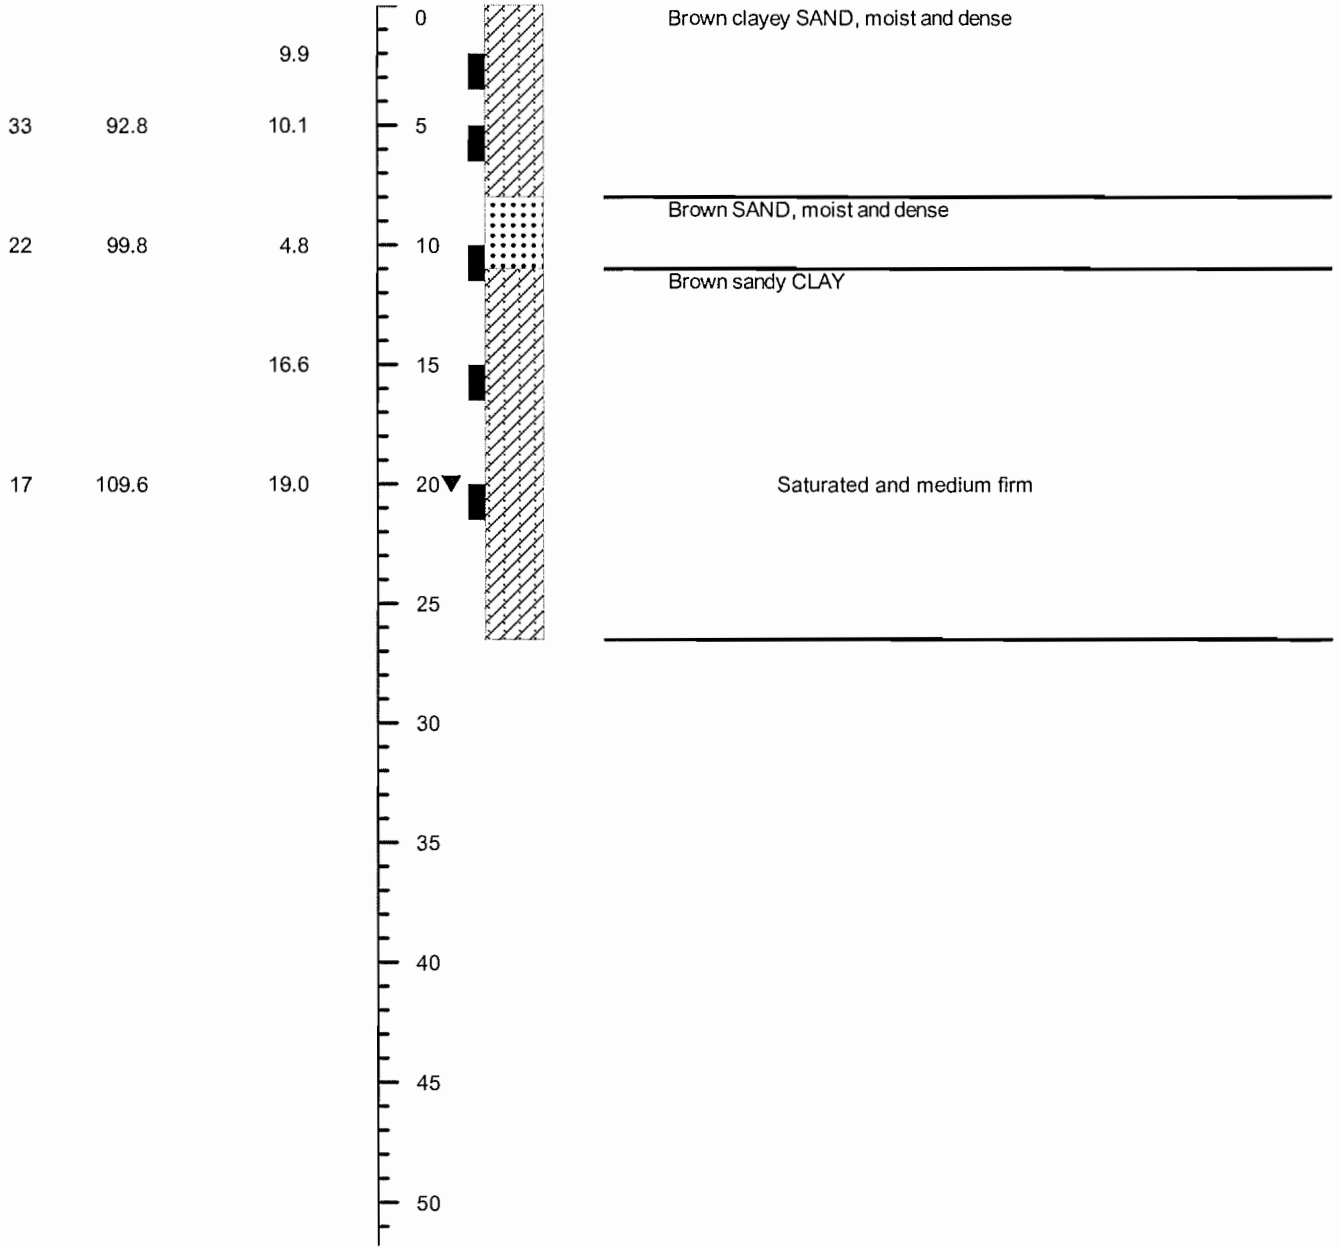 0 Brown clayey SAND, moist and dense
9.9
33 92.8 10.1 5
Brown SAND, moist and dense
22 99.8 4.8 10
Brown sandy CLAY
16.6 15
17 109.6 19.0 20 Saturated and medium firm
25
30
35
40
45
50